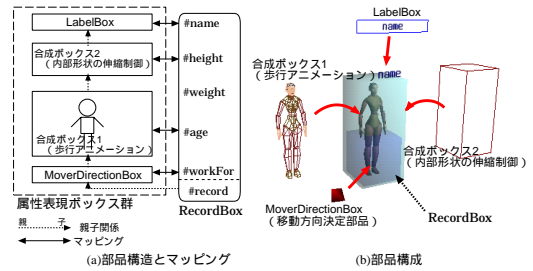 LabelBox
合成ボックス2
（内部形状の伸縮制御）
合成ボックス1
（歩行アニメーション）
MoverDirectionBox
属性表現ボックス群
#name
#height
#weight
#age
#workFor
#record
RecordBox
親 子
親子関係
マッピング
(a)部品構造とマッピング
LabelBox
name
合成ボックス1
（歩行アニメーション）
name
合成ボックス2
（内部形状の伸縮制御）
MoverDirectionBox
（移動方向決定部品）
RecordBox
(b)部品構成